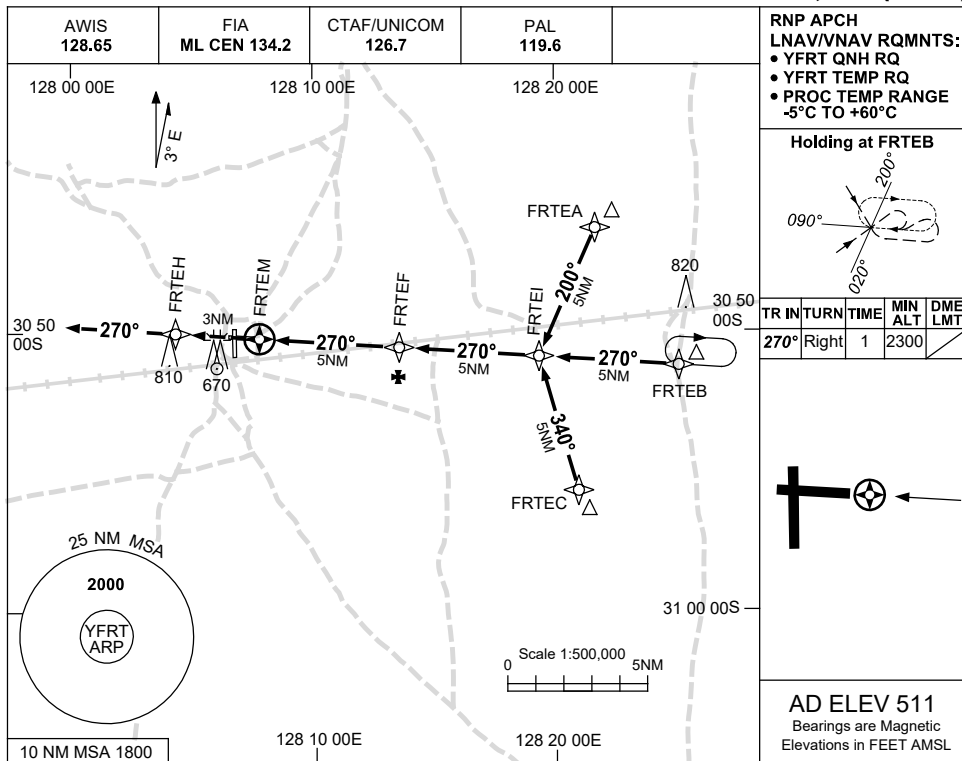 AWIS
128.65
FIA
ML CEN 134.2
CTAF/UNICOM
126.7
PAL
119.6
RNP APCH
LNAV/VNAV RQMNTS:
• YFRT QNH RQ
• YFRT TEMP RQ
• PROC TEMP RANGE
-5°C TO +60°C
128 00 00E
128 10 00E
128 20 00E
3° E
Holding at FRTEB
200°
090°
020°
FRTEA
200°
5NM
820
30 50
00S
FRTEH
FRTEM
FRTEF
FRTEI
30 50
00S
270°
3NM
270°
5NM
270°
5NM
270°
5NM
FRTEB
810
670
340°
5NM
FRTEC
TR IN
TURN
TIME
MIN
ALT
DME
LMT
270°
Right
1
2300
25 NM MSA
2000
YFRT
ARP
31 00 00S
Scale 1:500,000
0
5NM
10 NM MSA 1800
128 10 00E
128 20 00E
AD ELEV 511
Bearings are Magnetic
Elevations in FEET AMSL